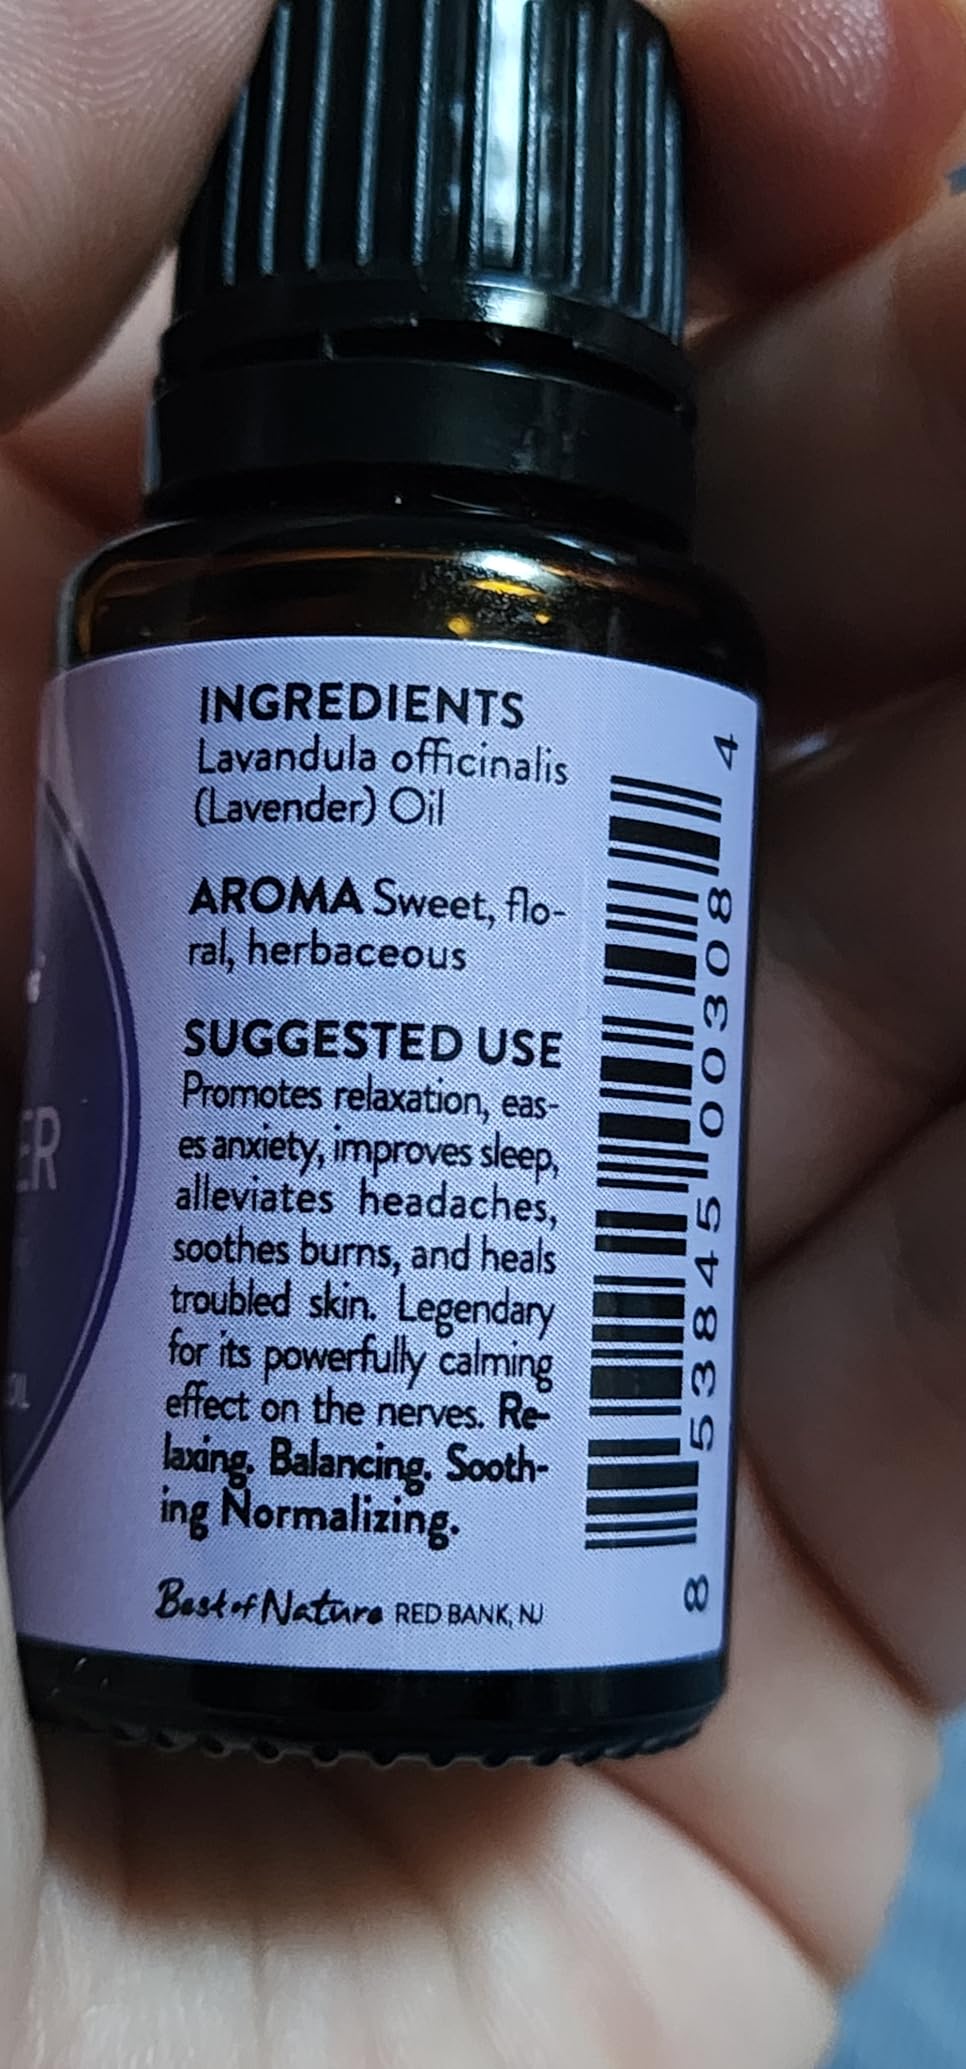 INGREDIENTS
Lavandula officinalis
(Lavender) Oil
AROMA Sweet, flo-
ral, herbaceous
SUGGESTED USE
Promotes relaxation, eas-
es anxiety, improves sleep,
alleviates headaches,
soothes burns, and heals
troubled skin. Legendary
for its powerfully calming
effect on the nerves. Re-
laxing. Balancing. Sooth-
ing Normalizing.
Best of Nature RED BANK, NJ
8 53845 00308 4
ER